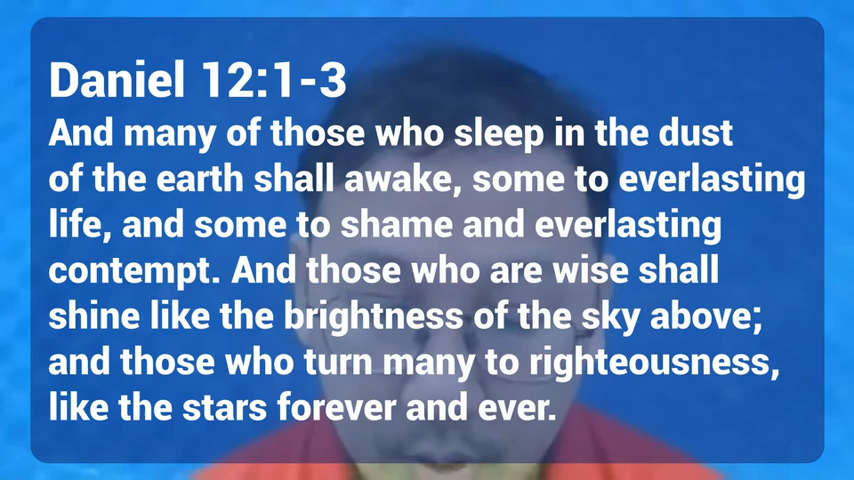 Daniel 12:1-3
And many of those who sleep in the dust
of the earth shall awake, some to everlasting
life, and some to shame and everlasting
contempt. And those who are wise shall
shine like the brightness of the sky above;
and those who turn many to righteousness,
like the stars forever and ever.